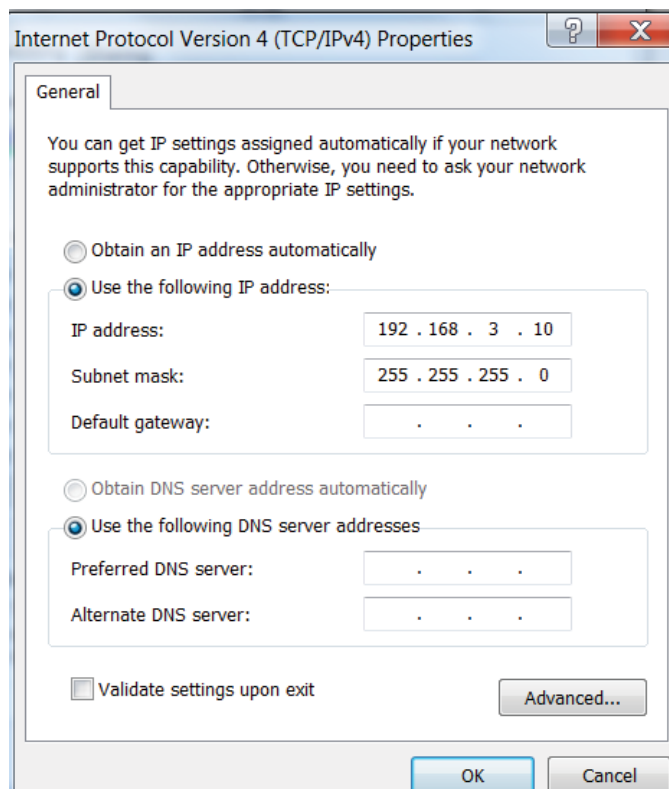 Internet Protocol Version 4 (TCP/IPv4) Properties
General
You can get IP settings assigned automatically if your network
supports this capability. Otherwise, you need to ask your network
administrator for the appropriate IP settings.
Obtain an IP address automatically
Use the following IP address:
IP address: 192 . 168 . 3 . 10
Subnet mask: 255 . 255 . 255 . 0
Default gateway: . . .
Obtain DNS server address automatically
Use the following DNS server addresses
Preferred DNS server: . . .
Alternate DNS server: . . .
Validate settings upon exit
Advanced...
OK Cancel